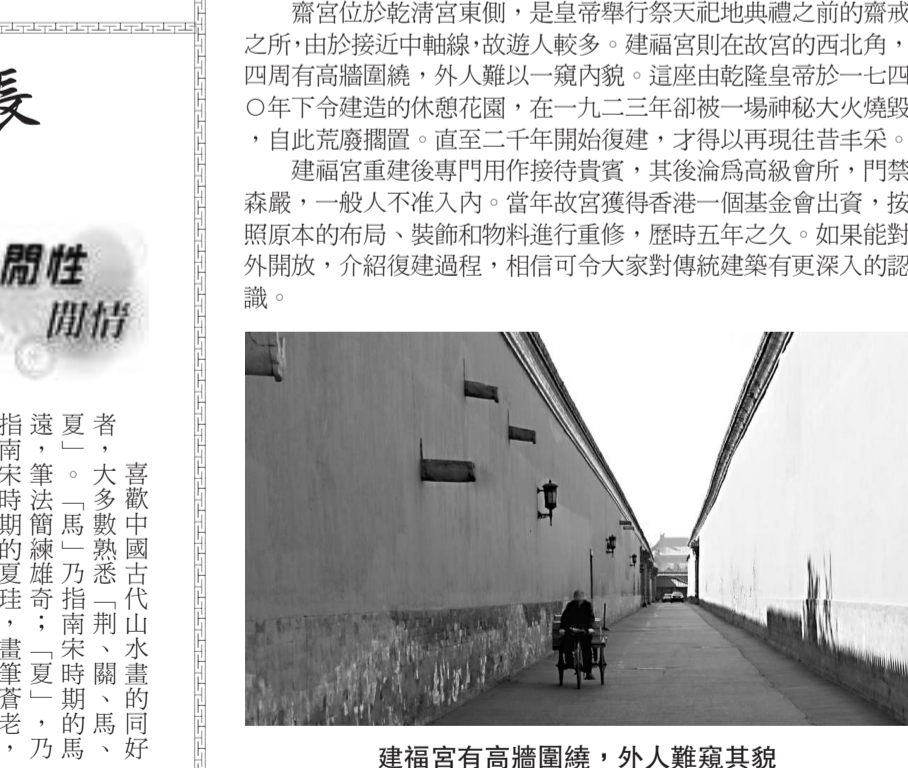 齋宮位於乾淸宮東側，是皇帝舉行祭天祀地典禮之前的齋戒
之所，由於接近中軸線，故遊人較多。建福宮則在故宮的西北角，
四周有高牆圍繞，外人難以一窺內貌。這座由乾隆皇帝於一七四
〇年下令建造的休憩花園，在一九二三年卻被一場神秘大火燒毀
，自此荒廢擱置。直至二千年開始復建，才得以再現往昔丰采。
建福宮重建後專門用作接待貴賓，其後淪爲高級會所，門禁
森嚴，一般人不准入內。當年故宮獲得香港一個基金會出資，按
照原本的布局、裝飾和物料進行重修，歷時五年之久。如果能對
外開放，介紹復建過程，相信可令大家對傳統建築有更深入的認
識。
建福宮有高牆圍繞，外人難窺其貌
長
閒性
閒情
喜歡中國古代山水畫的同好
者，大多數熟悉「荆、關、馬、
夏」。「馬」乃指南宋時期的馬
遠，筆法簡練雄奇；「夏」，乃
指南宋時期的夏珪，畫筆蒼老，